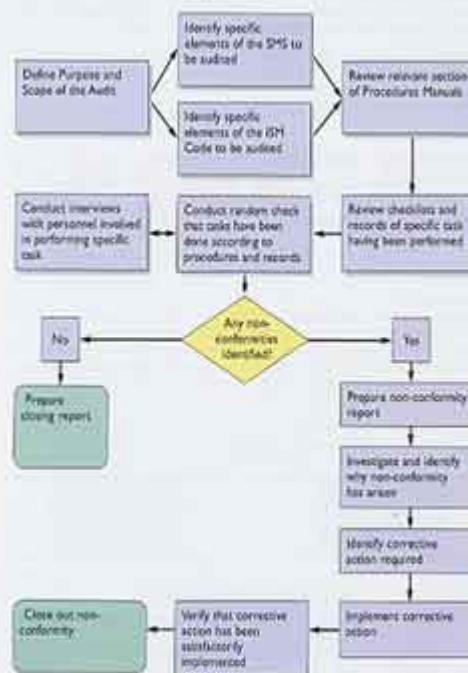 Define Purpose and
Scope of the Audit
Identify specific
elements of the SMS to
be audited
Identify specific
elements of the ISM
Code to be audited
Review relevant section
of Procedures Manuals
Review checklists and
records of specific task
having been performed
Conduct random check
that tasks have been
done according to
procedures and records
Conduct interviews
with personnel involved
in performing specific
task
Any non-
conformities
identified?
No
Yes
Prepare
closing report
Prepare non-conformity
report
Investigate and identify
why non-conformity
has arisen
Identify corrective
action required
Implement corrective
action
Verify that corrective
action has been
satisfactorily
implemented
Close out non-
conformity